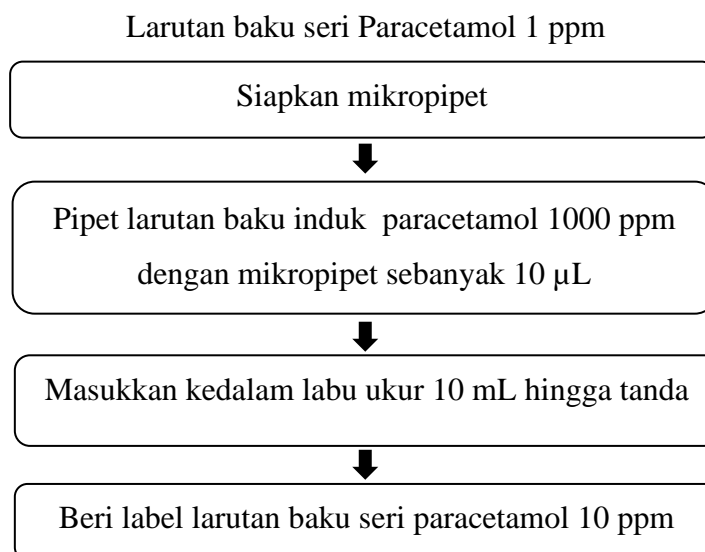 Larutan baku seri Paracetamol 1 ppm
Siapkan mikropipet
Pipet larutan baku induk paracetamol 1000 ppm
dengan mikropipet sebanyak 10 µL
Masukkan kedalam labu ukur 10 mL hingga tanda
Beri label larutan baku seri paracetamol 10 ppm